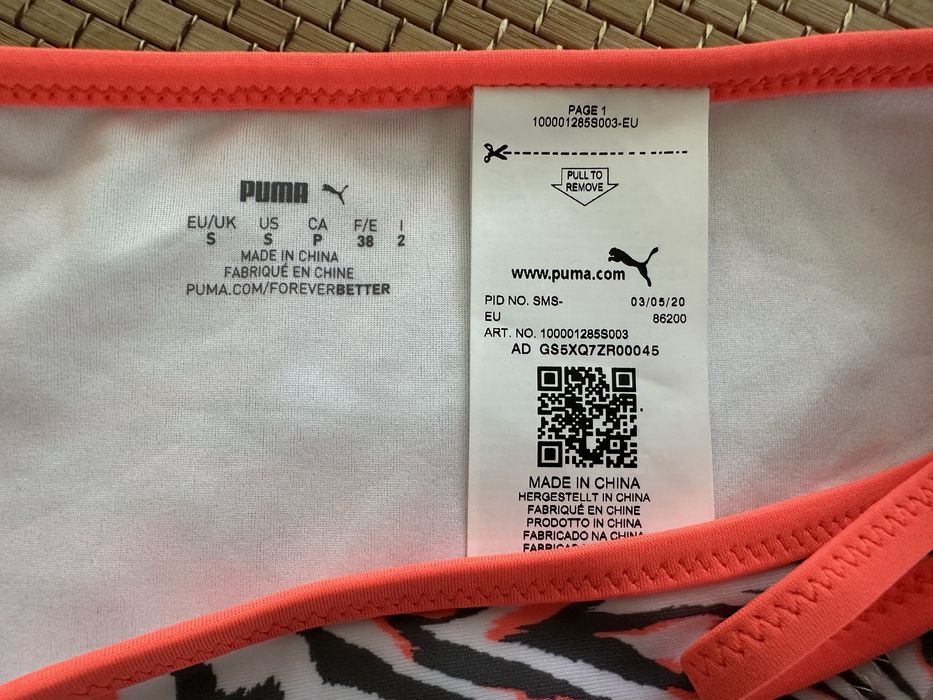 PUMA
EU/UK US CA F/E I
S S P 38 2
MADE IN CHINA
FABRIQUÉ EN CHINE
PUMA.COM/FOREVERBETTER
PAGE 1
100001285S003-EU
PULL TO
REMOVE
www.puma.com
PID NO. SMS- 03/05/20
EU 86200
ART. NO. 100001285S003
AD GS5XQ7ZR00045
MADE IN CHINA
HERGESTELLT IN CHINA
FABRIQUÉ EN CHINE
PRODOTTO IN CHINA
FABRICADO NA CHINA